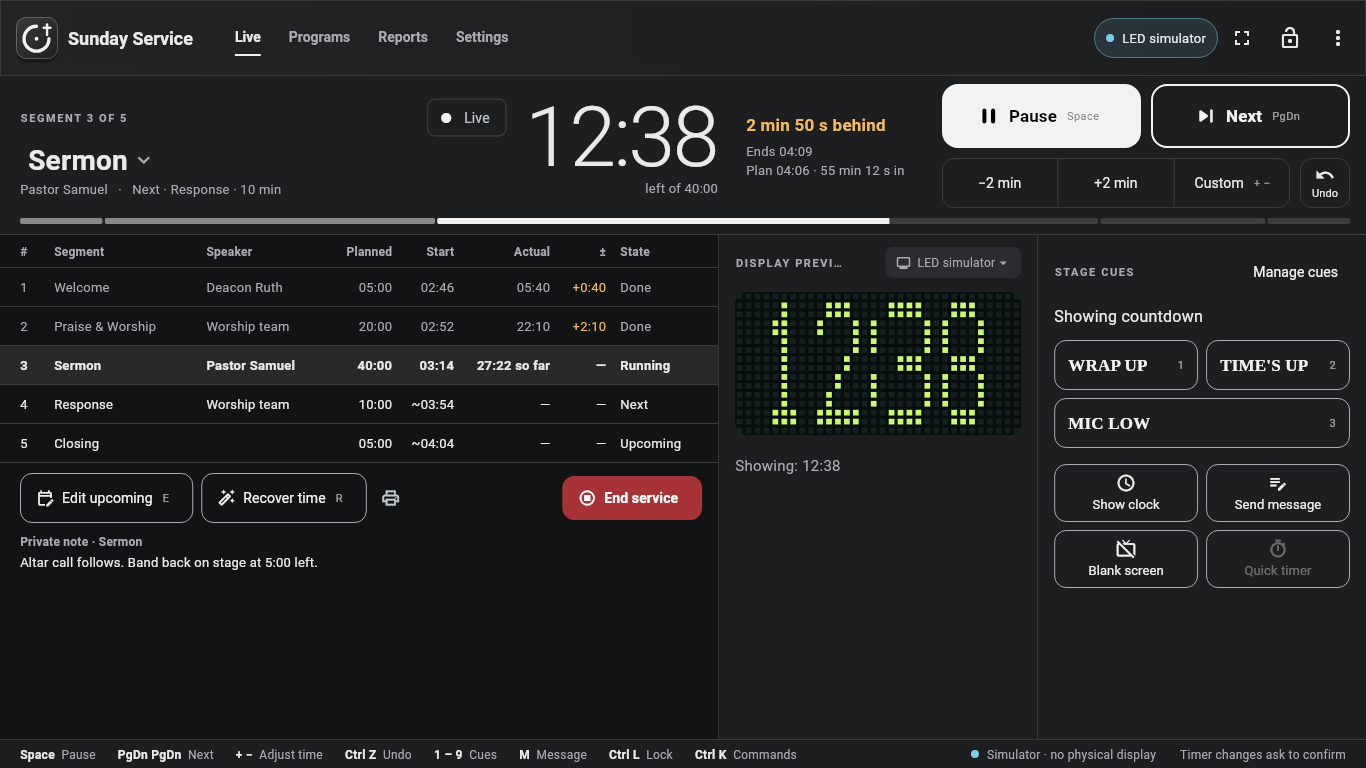 Sunday Service Live Programs Reports Settings LED simulator
SEGMENT 3 OF 5
Sermon
Pastor Samuel · Next · Response · 10 min
Live
12:38
left of 40:00
2 min 50 s behind
Ends 04:09
Plan 04:06 · 55 min 12 s in
Pause Space
Next PgDn
−2 min +2 min Custom + −
Undo
# Segment Speaker Planned Start Actual ± State
1 Welcome Deacon Ruth 05:00 02:46 05:40 +0:40 Done
2 Praise & Worship Worship team 20:00 02:52 22:10 +2:10 Done
3 Sermon Pastor Samuel 40:00 03:14 27:22 so far — Running
4 Response Worship team 10:00 ~03:54 — — Next
5 Closing 05:00 ~04:04 — — Upcoming
Edit upcoming E Recover time R End service
Private note · Sermon
Altar call follows. Band back on stage at 5:00 left.
DISPLAY PREVI… LED simulator
12:38
Showing: 12:38
STAGE CUES Manage cues
Showing countdown
WRAP UP 1 TIME'S UP 2
MIC LOW 3
Show clock Send message
Blank screen Quick timer
Space Pause PgDn PgDn Next + − Adjust time Ctrl Z Undo 1 – 9 Cues M Message Ctrl L Lock Ctrl K Commands Simulator · no physical display Timer changes ask to confirm